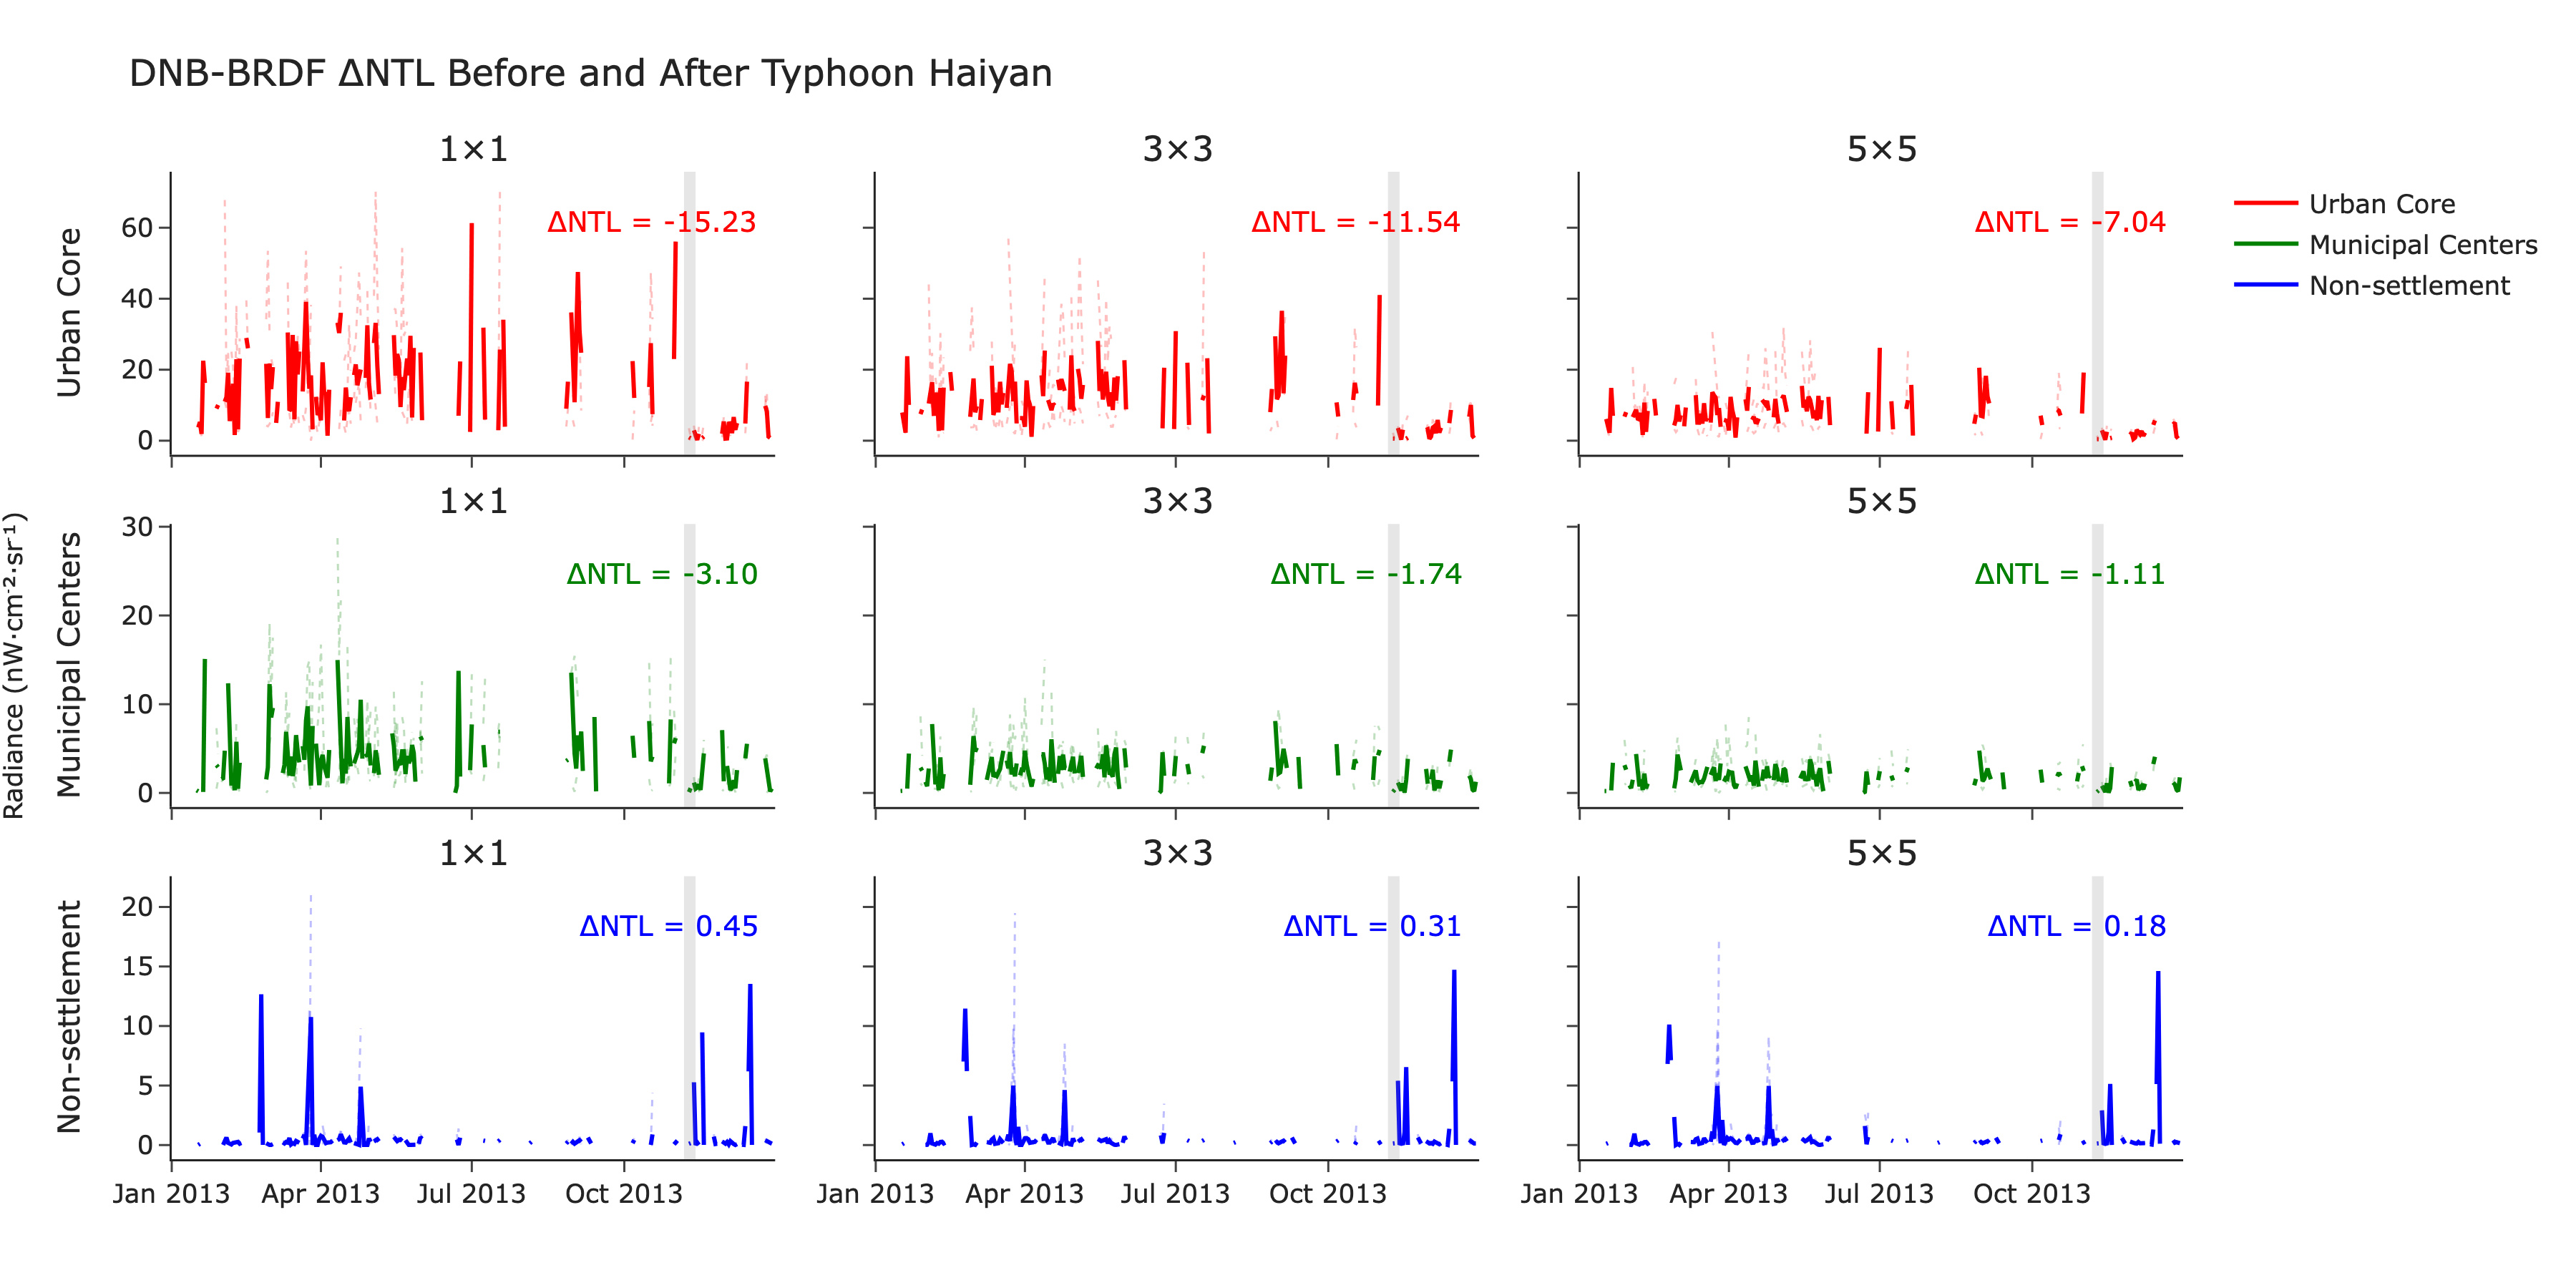 DNB-BRDF ΔNTL Before and After Typhoon Haiyan
1×1
3×3
5×5
Urban Core
60
40
20
0
ΔNTL = -15.23
ΔNTL = -11.54
ΔNTL = -7.04
Urban Core
Municipal Centers
Non-settlement
1×1
3×3
5×5
Radiance (nW·cm⁻²·sr⁻¹)
Municipal Centers
30
20
10
0
ΔNTL = -3.10
ΔNTL = -1.74
ΔNTL = -1.11
1×1
3×3
5×5
Non-settlement
20
15
10
5
0
ΔNTL = 0.45
ΔNTL = 0.31
ΔNTL = 0.18
Jan 2013 Apr 2013 Jul 2013 Oct 2013
Jan 2013 Apr 2013 Jul 2013 Oct 2013
Jan 2013 Apr 2013 Jul 2013 Oct 2013